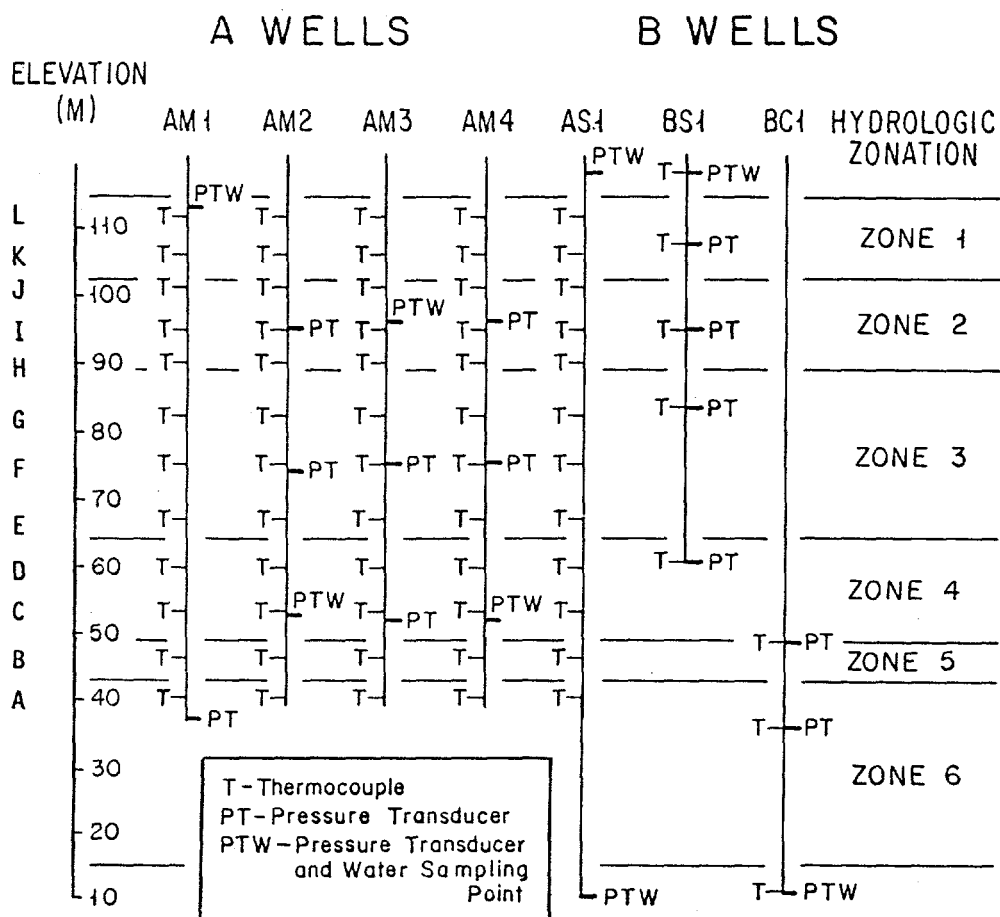 A WELLS B WELLS
ELEVATION
(M)
AM1 AM2 AM3 AM4 AS1 BS1 BC1 HYDROLOGIC
ZONATION
PTW T PTW
PTW
L 110 T T T T T
T PT ZONE 1
K T T T T T
J 100 T T T T T
PTW PT
I T T PT T T T T PT ZONE 2
H 90 T T T T T
T PT
G T T T T T
80
F T T PT T PT T PT T ZONE 3
70
E T T T T T
D 60 T T T T T T PT
PTW PTW ZONE 4
C T T T PT T T
50 T PT
B T T T T T ZONE 5
A 40 T T T T T
PT T PT
30 ZONE 6
20
10 PTW T PTW
T-Thermocouple
PT-Pressure Transducer
PTW-Pressure Transducer
and Water Sampling
Point